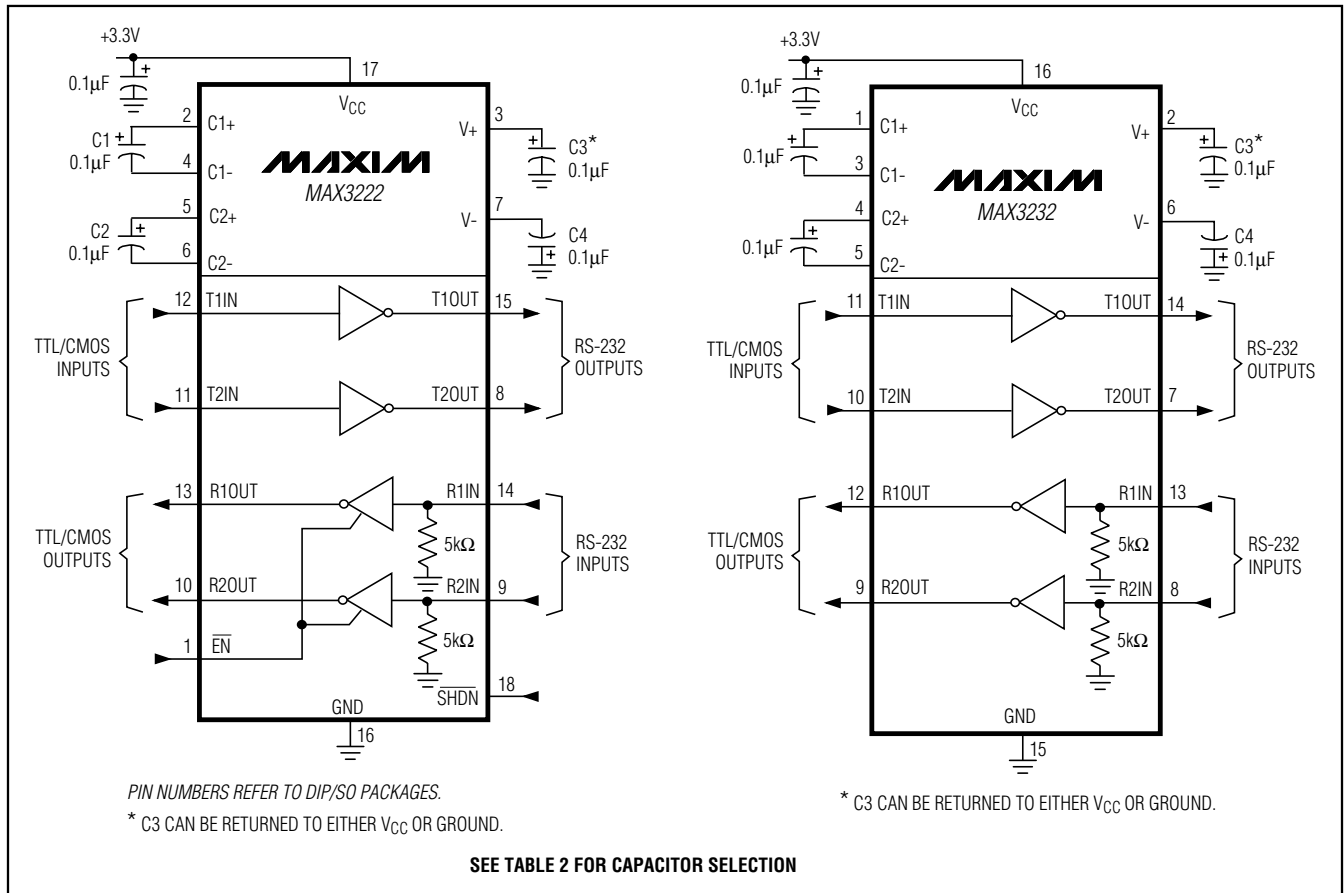 +3.3V
0.1µF
+
17
VCC
2
C1+
C1
+
0.1µF
4
C1-
5
C2+
C2
+
0.1µF
6
C2-
MAXIM
MAX3222
V+
3
+
C3*
0.1µF
V-
7
C4
+
0.1µF
12
T1IN
T1OUT
15
TTL/CMOS
INPUTS
RS-232
OUTPUTS
11
T2IN
T2OUT
8
13
R1OUT
R1IN
14
5kΩ
TTL/CMOS
OUTPUTS
RS-232
INPUTS
10
R2OUT
R2IN
9
5kΩ
1
EN
18
SHDN
GND
16
PIN NUMBERS REFER TO DIP/SO PACKAGES.
* C3 CAN BE RETURNED TO EITHER VCC OR GROUND.
+3.3V
0.1µF
+
16
VCC
1
C1+
+
0.1µF
3
C1-
4
C2+
+
0.1µF
5
C2-
MAXIM
MAX3232
V+
2
+
C3*
0.1µF
V-
6
C4
+
0.1µF
11
T1IN
T1OUT
14
TTL/CMOS
INPUTS
RS-232
OUTPUTS
10
T2IN
T2OUT
7
12
R1OUT
R1IN
13
5kΩ
TTL/CMOS
OUTPUTS
RS-232
INPUTS
9
R2OUT
R2IN
8
5kΩ
GND
15
* C3 CAN BE RETURNED TO EITHER VCC OR GROUND.
SEE TABLE 2 FOR CAPACITOR SELECTION